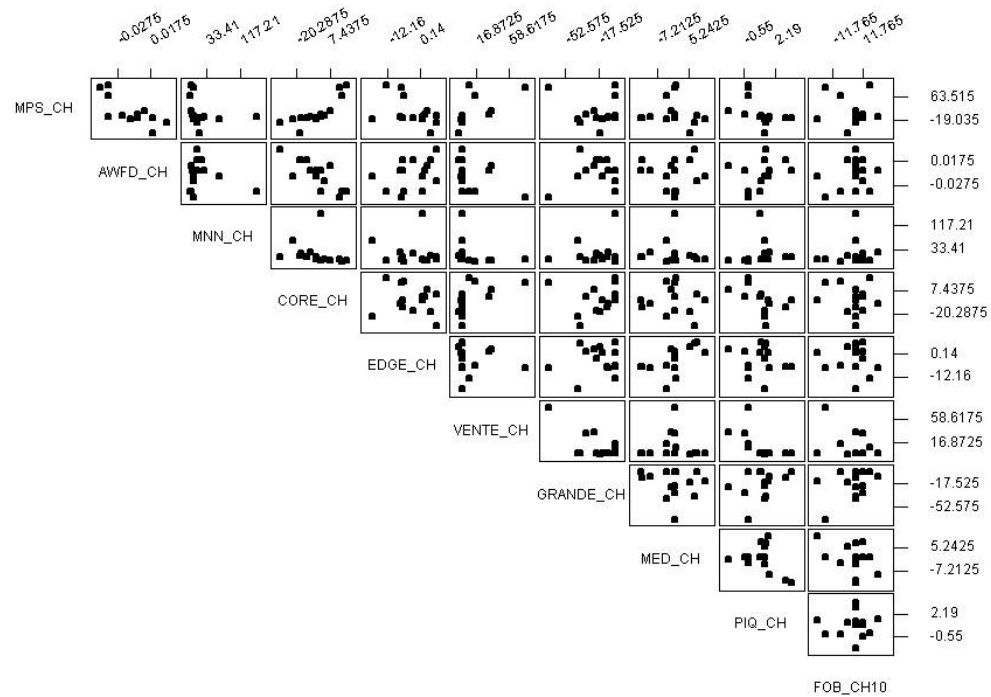 -0.0275 0.0175 33.41 117.21 -20.2875 7.4375 -12.16 0.14 16.8725 58.6175 -52.575 -17.525 -7.2125 5.2425 -0.55 2.19 -11.765 11.765
MPS_CH 63.515
-19.035
AWFD_CH 0.0175
-0.0275
MNN_CH 117.21
33.41
CORE_CH 7.4375
-20.2875
EDGE_CH 0.14
-12.16
VENTE_CH 58.6175
16.8725
GRANDE_CH -17.525
-52.575
MED_CH 5.2425
-7.2125
PIQ_CH 2.19
-0.55
FOB_CH10